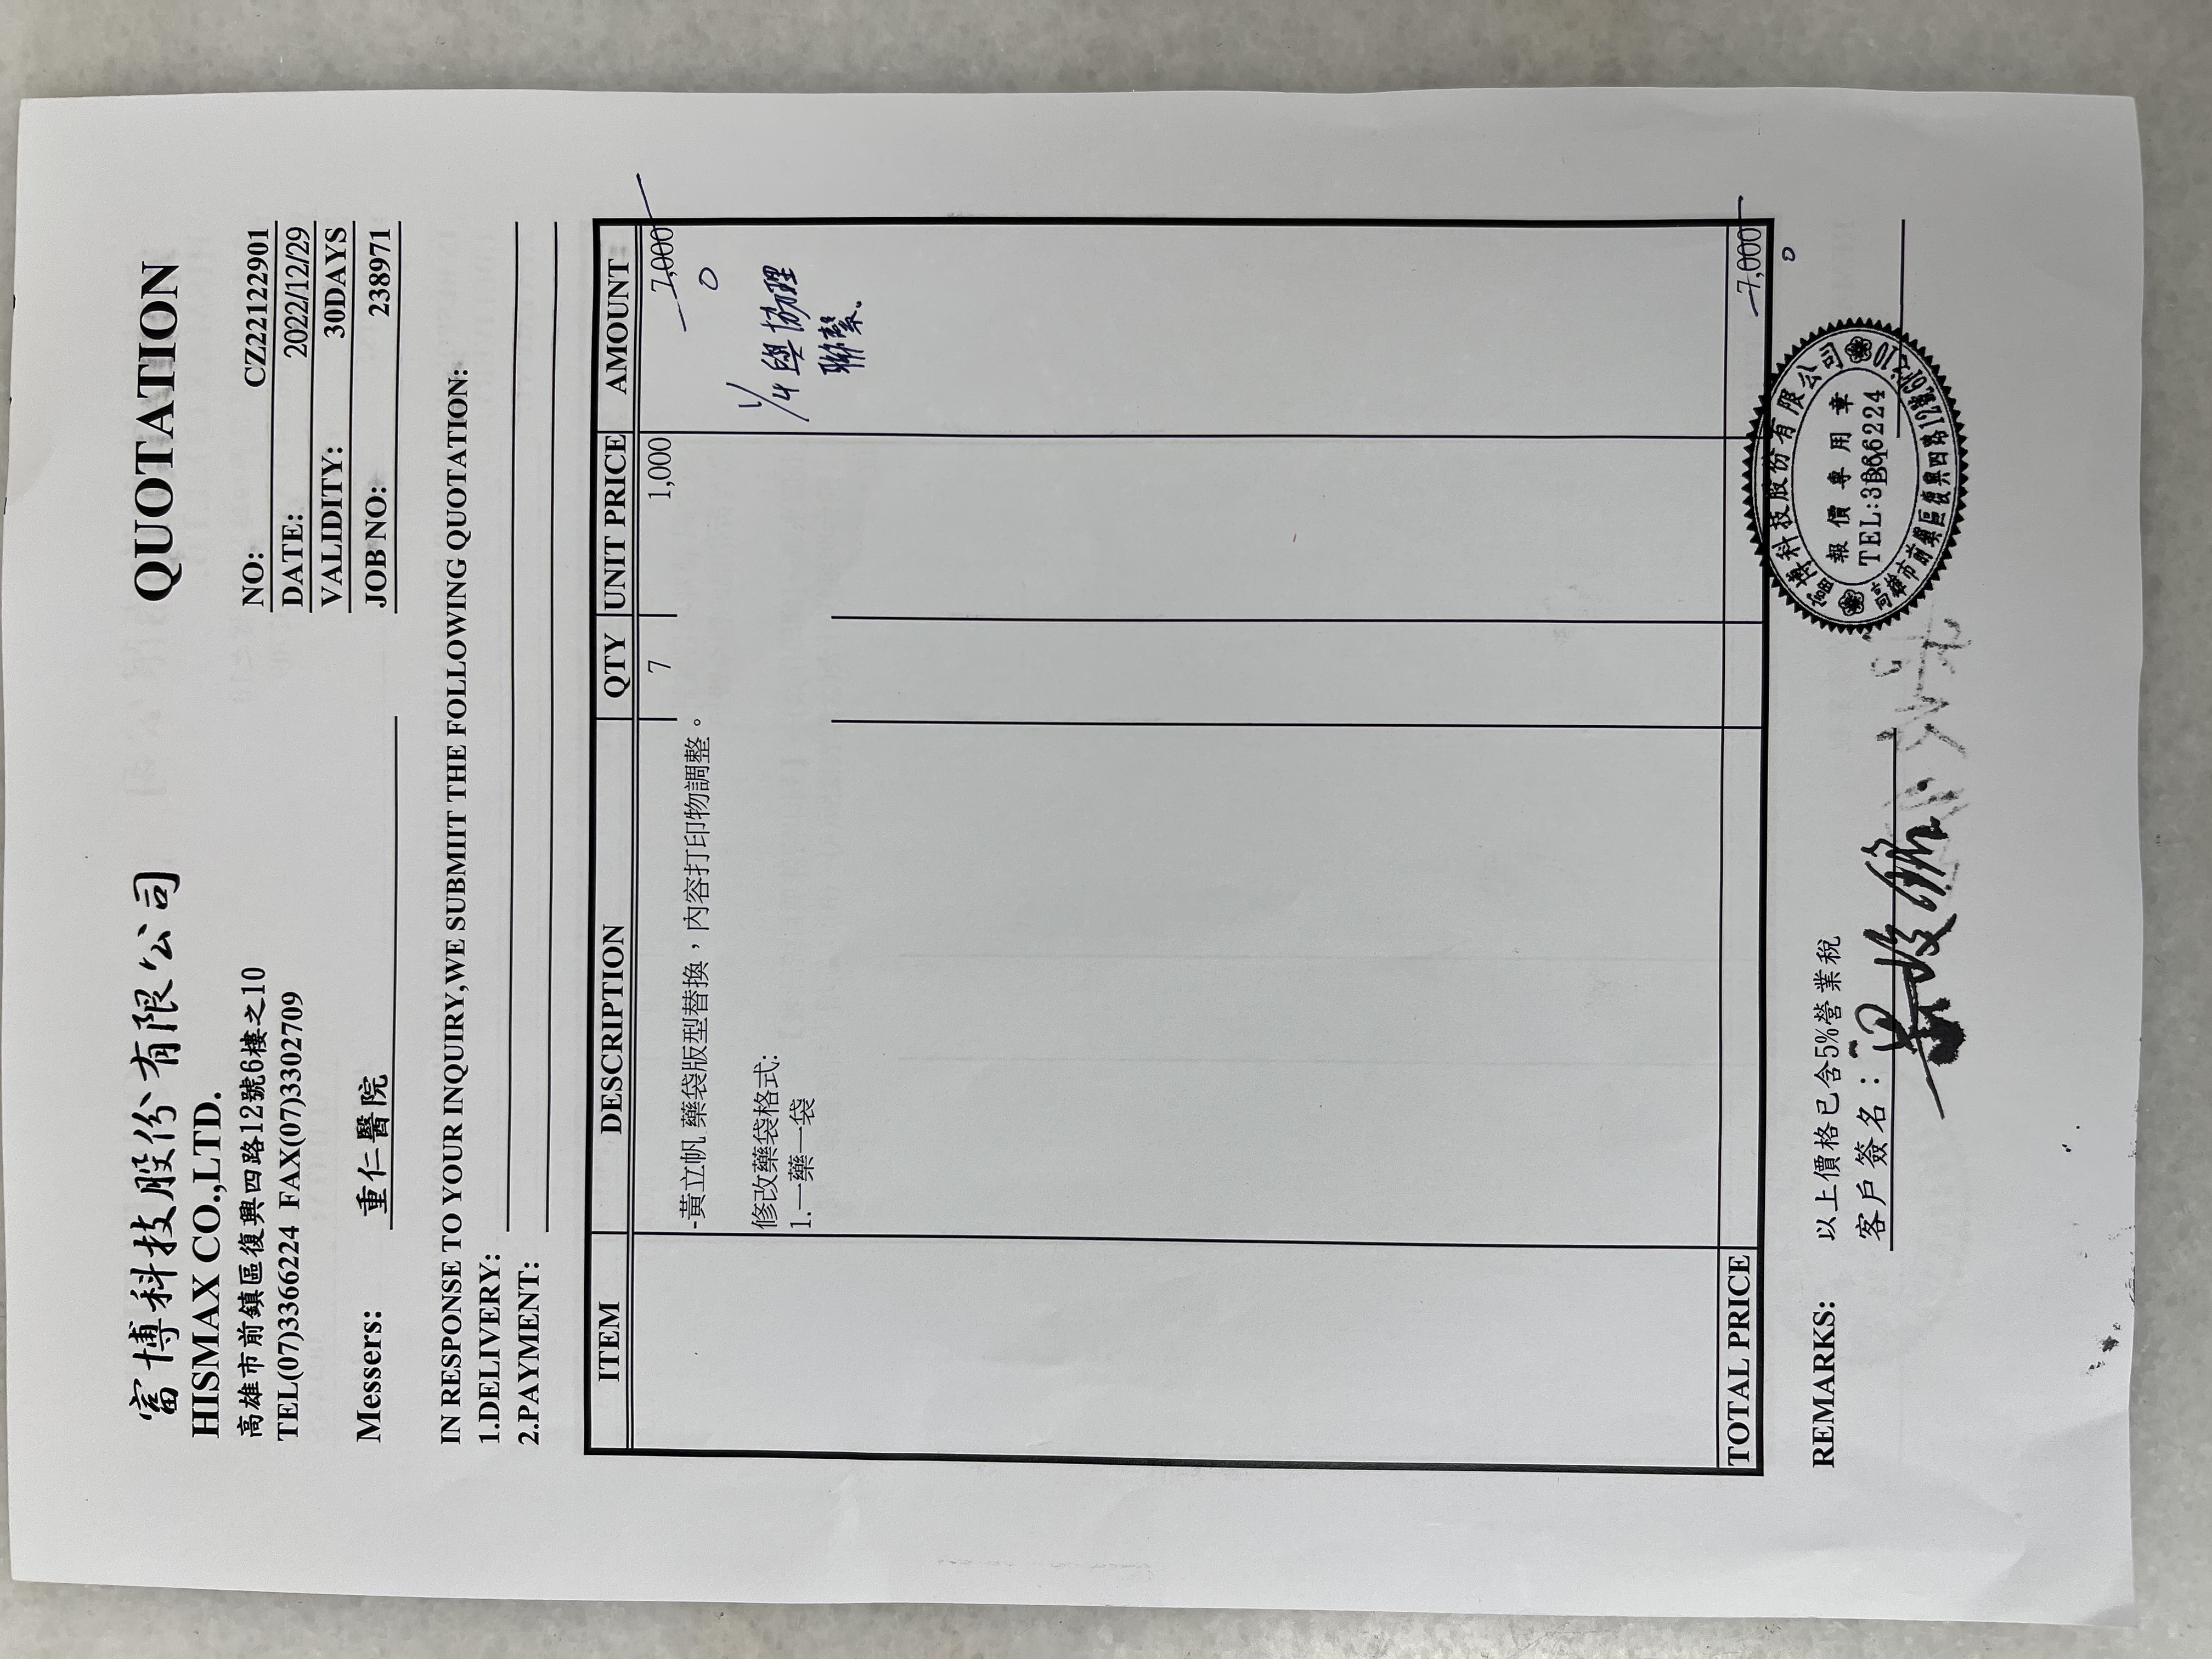 富博科技股份有限公司
QUOTATION
HISMAX CO.,LTD.
高雄市前鎮區復興四路12號6樓之10
TEL(07)3366224 FAX(07)3302709
NO: CZ22122901
DATE: 2022/12/29
VALIDITY: 30DAYS
JOB NO: 238971
Messers: 重仁醫院
IN RESPONSE TO YOUR INQUIRY,WE SUBMIIT THE FOLLOWING QUOTATION:
1.DELIVERY:
2.PAYMENT:
ITEM DESCRIPTION QTY UNIT PRICE AMOUNT
7 1,000 7,000
-黃立帆 藥袋版型替換，內容打印物調整。
0
修改藥袋格式:
1.一藥一袋
1/4 與協理
聯繫。
TOTAL PRICE 7,000
0
REMARKS: 以上價格已含5%營業稅
客戶簽名：
BY
富博科技股份有限公司
報價專用章
TEL:3366224
高雄市前鎮區復興四路12號6F之10